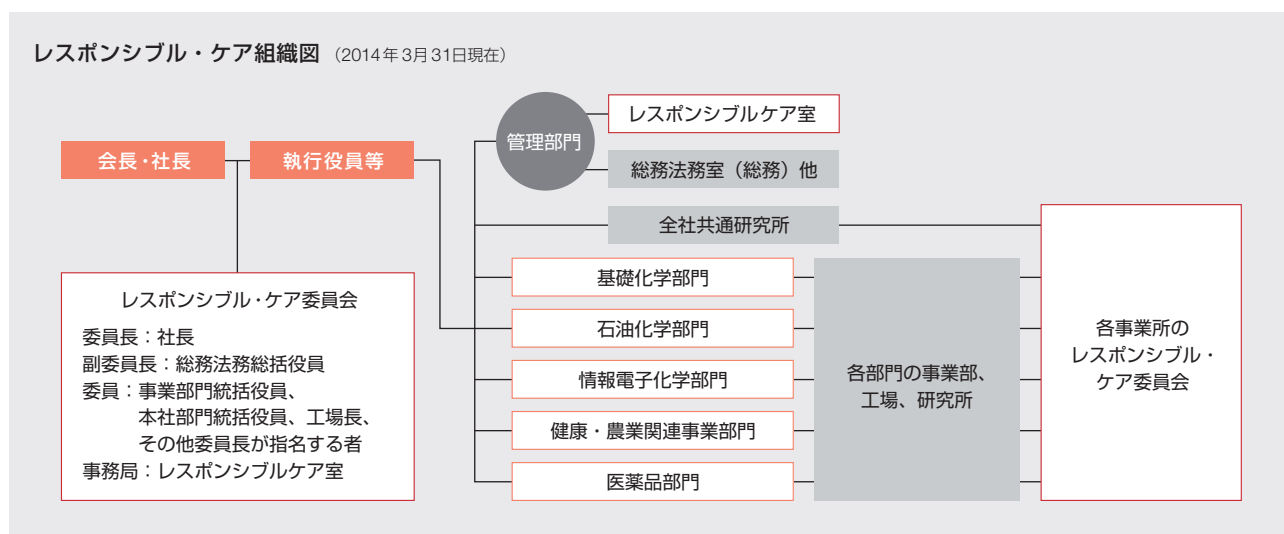 レスポンシブル・ケア組織図 (2014年3月31日現在)
会長・社長
執行役員等
レスポンシブル・ケア委員会
委員長：社長
副委員長：総務法務総括役員
委員：事業部門統括役員、
本社部門統括役員、工場長、
その他委員長が指名する者
事務局：レスポンシブルケア室
管理部門
レスポンシブルケア室
総務法務室（総務）他
全社共通研究所
基礎化学部門
石油化学部門
情報電子化学部門
健康・農業関連事業部門
医薬品部門
各部門の事業部、
工場、研究所
各事業所の
レスポンシブル・
ケア委員会